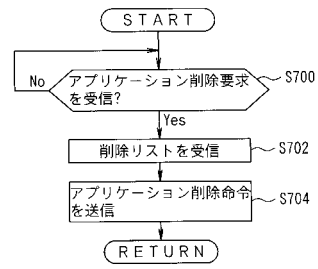 START
アプリケーション削除要求
を受信?
S700
No
Yes
削除リストを受信
S702
アプリケーション削除命令
を送信
S704
RETURN